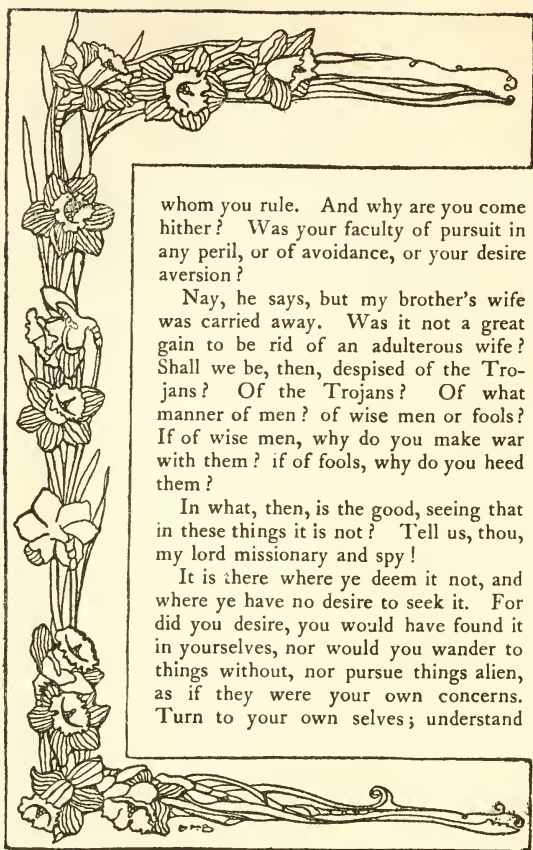 whom you rule. And why are you come
hither? Was your faculty of pursuit in
any peril, or of avoidance, or your desire
aversion?
Nay, he says, but my brother's wife
was carried away. Was it not a great
gain to be rid of an adulterous wife?
Shall we be, then, despised of the Tro-
jans? Of the Trojans? Of what
manner of men? of wise men or fools?
If of wise men, why do you make war
with them? if of fools, why do you heed
them?
In what, then, is the good, seeing that
in these things it is not? Tell us, thou,
my lord missionary and spy!
It is there where ye deem it not, and
where ye have no desire to seek it. For
did you desire, you would have found it
in yourselves, nor would you wander to
things without, nor pursue things alien,
as if they were your own concerns.
Turn to your own selves; understand
BMB